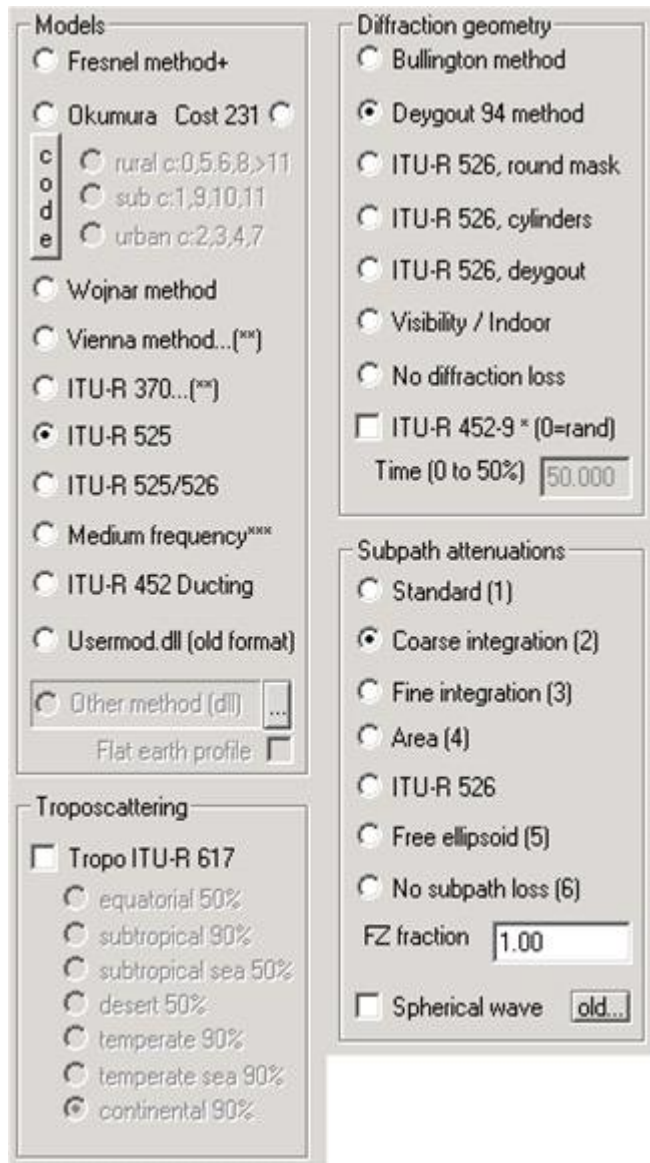 Models
Fresnel method+
Okumura Cost 231
code
rural c:0,5.6,8,>11
sub c:1,9,10,11
urban c:2,3,4,7
Wojnar method
Vienna method...(**)
ITU-R 370...(**)
ITU-R 525
ITU-R 525/526
Medium frequency***
ITU-R 452 Ducting
Usermod.dll (old format)
Other method (dll) ...
Flat earth profile
Troposcattering
Tropo ITU-R 617
equatorial 50%
subtropical 90%
subtropical sea 50%
desert 50%
temperate 90%
temperate sea 90%
continental 90%
Diffraction geometry
Bullington method
Deygout 94 method
ITU-R 526, round mask
ITU-R 526, cylinders
ITU-R 526, deygout
Visibility / Indoor
No diffraction loss
ITU-R 452-9 * (0=rand)
Time (0 to 50%) 50.000
Subpath attenuations
Standard (1)
Coarse integration (2)
Fine integration (3)
Area (4)
ITU-R 526
Free ellipsoid (5)
No subpath loss (6)
FZ fraction 1.00
Spherical wave old...